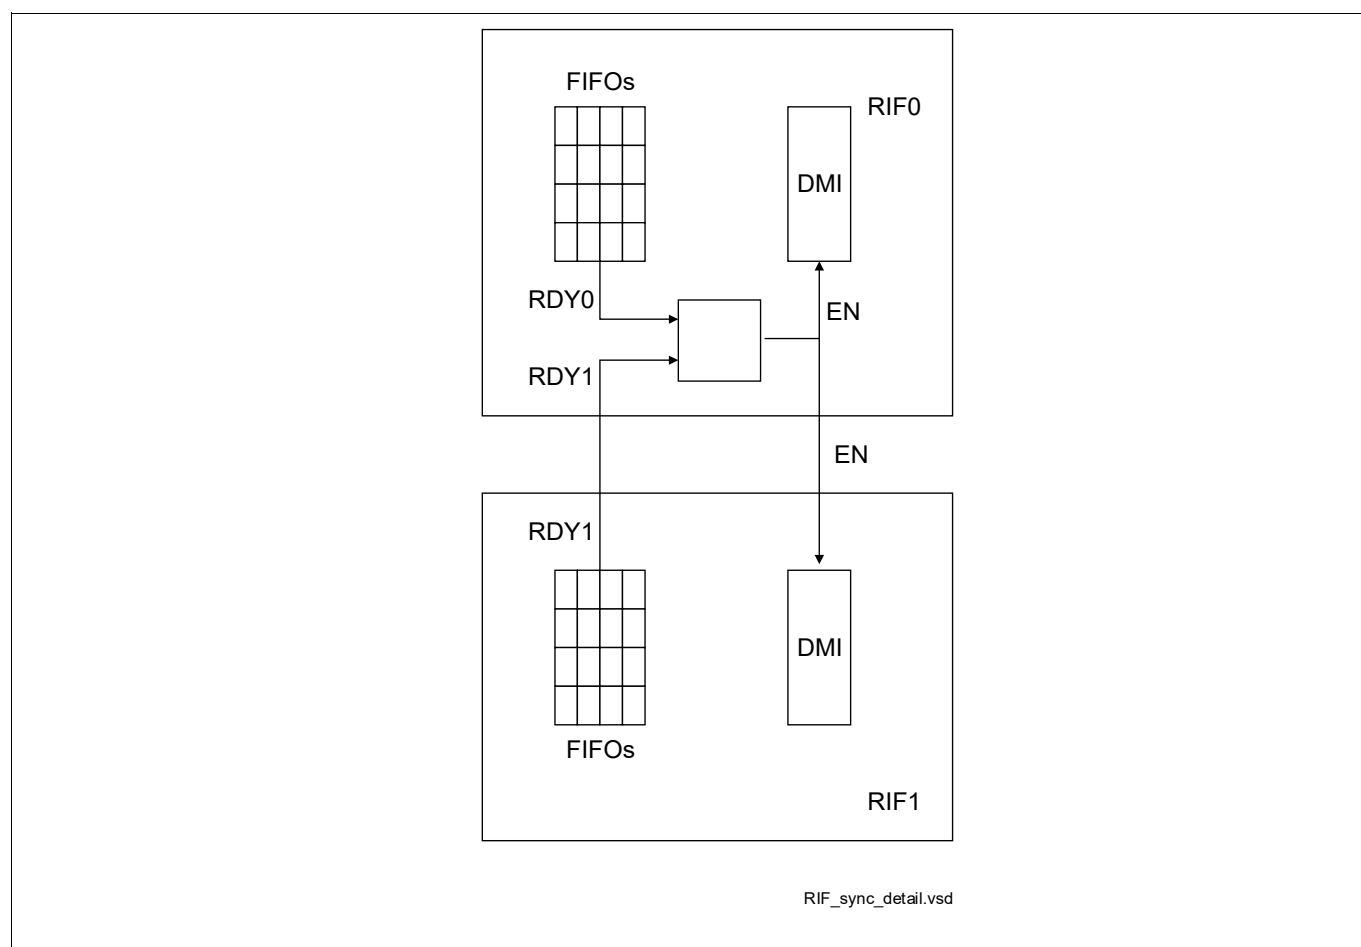 FIFOs
RIF0
DMI
RDY0
EN
RDY1
EN
RDY1
DMI
FIFOs
RIF1
RIF_sync_detail.vsd